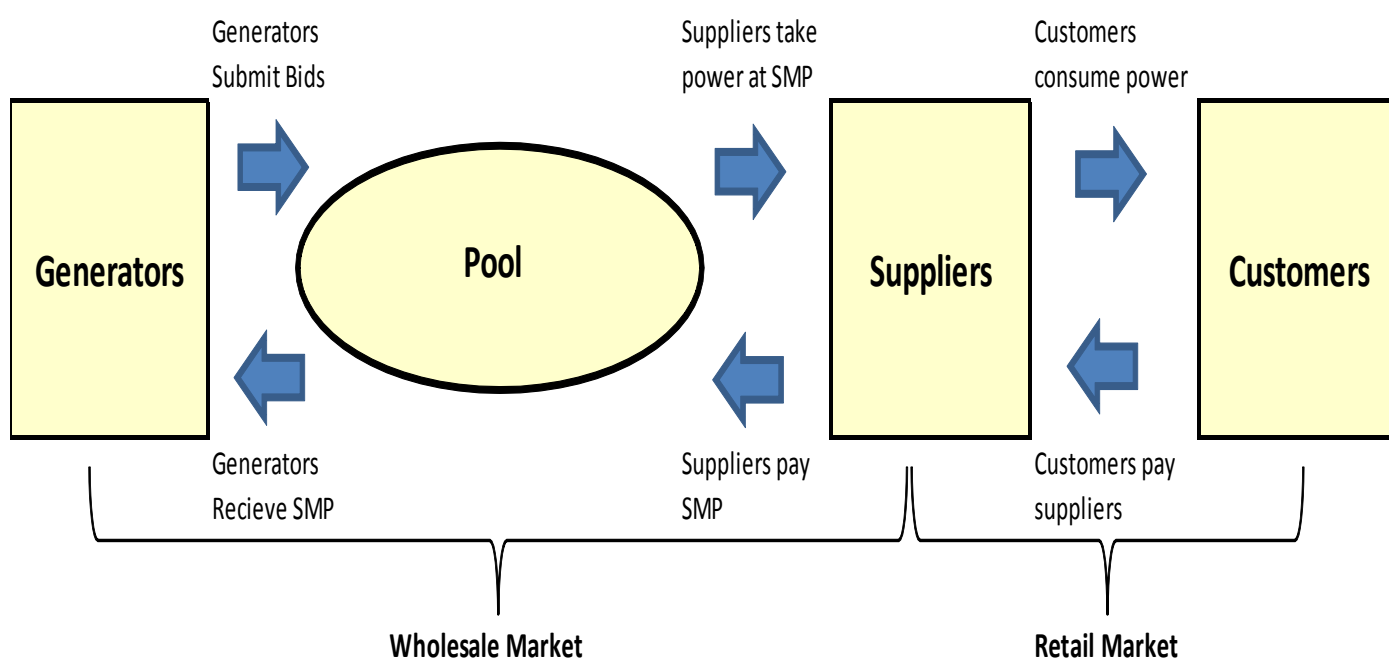 Generators
Submit Bids
Suppliers take
power at SMP
Customers
consume power
Generators
Pool
Suppliers
Customers
Generators
Recieve SMP
Suppliers pay
SMP
Customers pay
suppliers
Wholesale Market
Retail Market